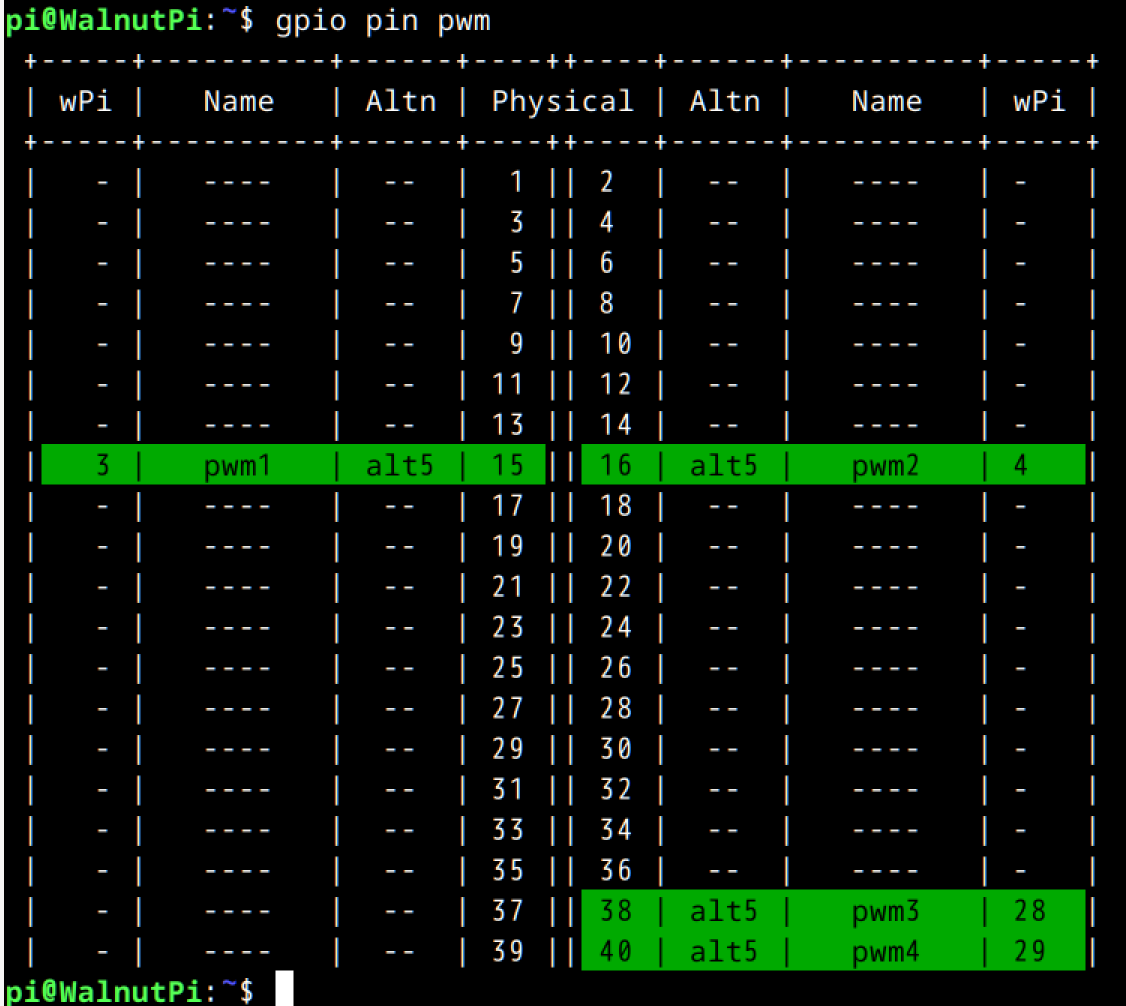 pi@WalnutPi:~$ gpio pin pwm
+-----+----------+------+----++----+------+----------+-----+
| wPi |   Name   | Altn | Physical | Altn |   Name   | wPi |
+-----+----------+------+----++----+------+----------+-----+
|   - |   ----   |  --  |  1 || 2  |  --  |   ----   | -   |
|   - |   ----   |  --  |  3 || 4  |  --  |   ----   | -   |
|   - |   ----   |  --  |  5 || 6  |  --  |   ----   | -   |
|   - |   ----   |  --  |  7 || 8  |  --  |   ----   | -   |
|   - |   ----   |  --  |  9 || 10 |  --  |   ----   | -   |
|   - |   ----   |  --  | 11 || 12 |  --  |   ----   | -   |
|   - |   ----   |  --  | 13 || 14 |  --  |   ----   | -   |
|   3 |   pwm1   | alt5 | 15 || 16 | alt5 |   pwm2   | 4   |
|   - |   ----   |  --  | 17 || 18 |  --  |   ----   | -   |
|   - |   ----   |  --  | 19 || 20 |  --  |   ----   | -   |
|   - |   ----   |  --  | 21 || 22 |  --  |   ----   | -   |
|   - |   ----   |  --  | 23 || 24 |  --  |   ----   | -   |
|   - |   ----   |  --  | 25 || 26 |  --  |   ----   | -   |
|   - |   ----   |  --  | 27 || 28 |  --  |   ----   | -   |
|   - |   ----   |  --  | 29 || 30 |  --  |   ----   | -   |
|   - |   ----   |  --  | 31 || 32 |  --  |   ----   | -   |
|   - |   ----   |  --  | 33 || 34 |  --  |   ----   | -   |
|   - |   ----   |  --  | 35 || 36 |  --  |   ----   | -   |
|   - |   ----   |  --  | 37 || 38 | alt5 |   pwm3   | 28  |
|   - |   ----   |  --  | 39 || 40 | alt5 |   pwm4   | 29  |
pi@WalnutPi:~$